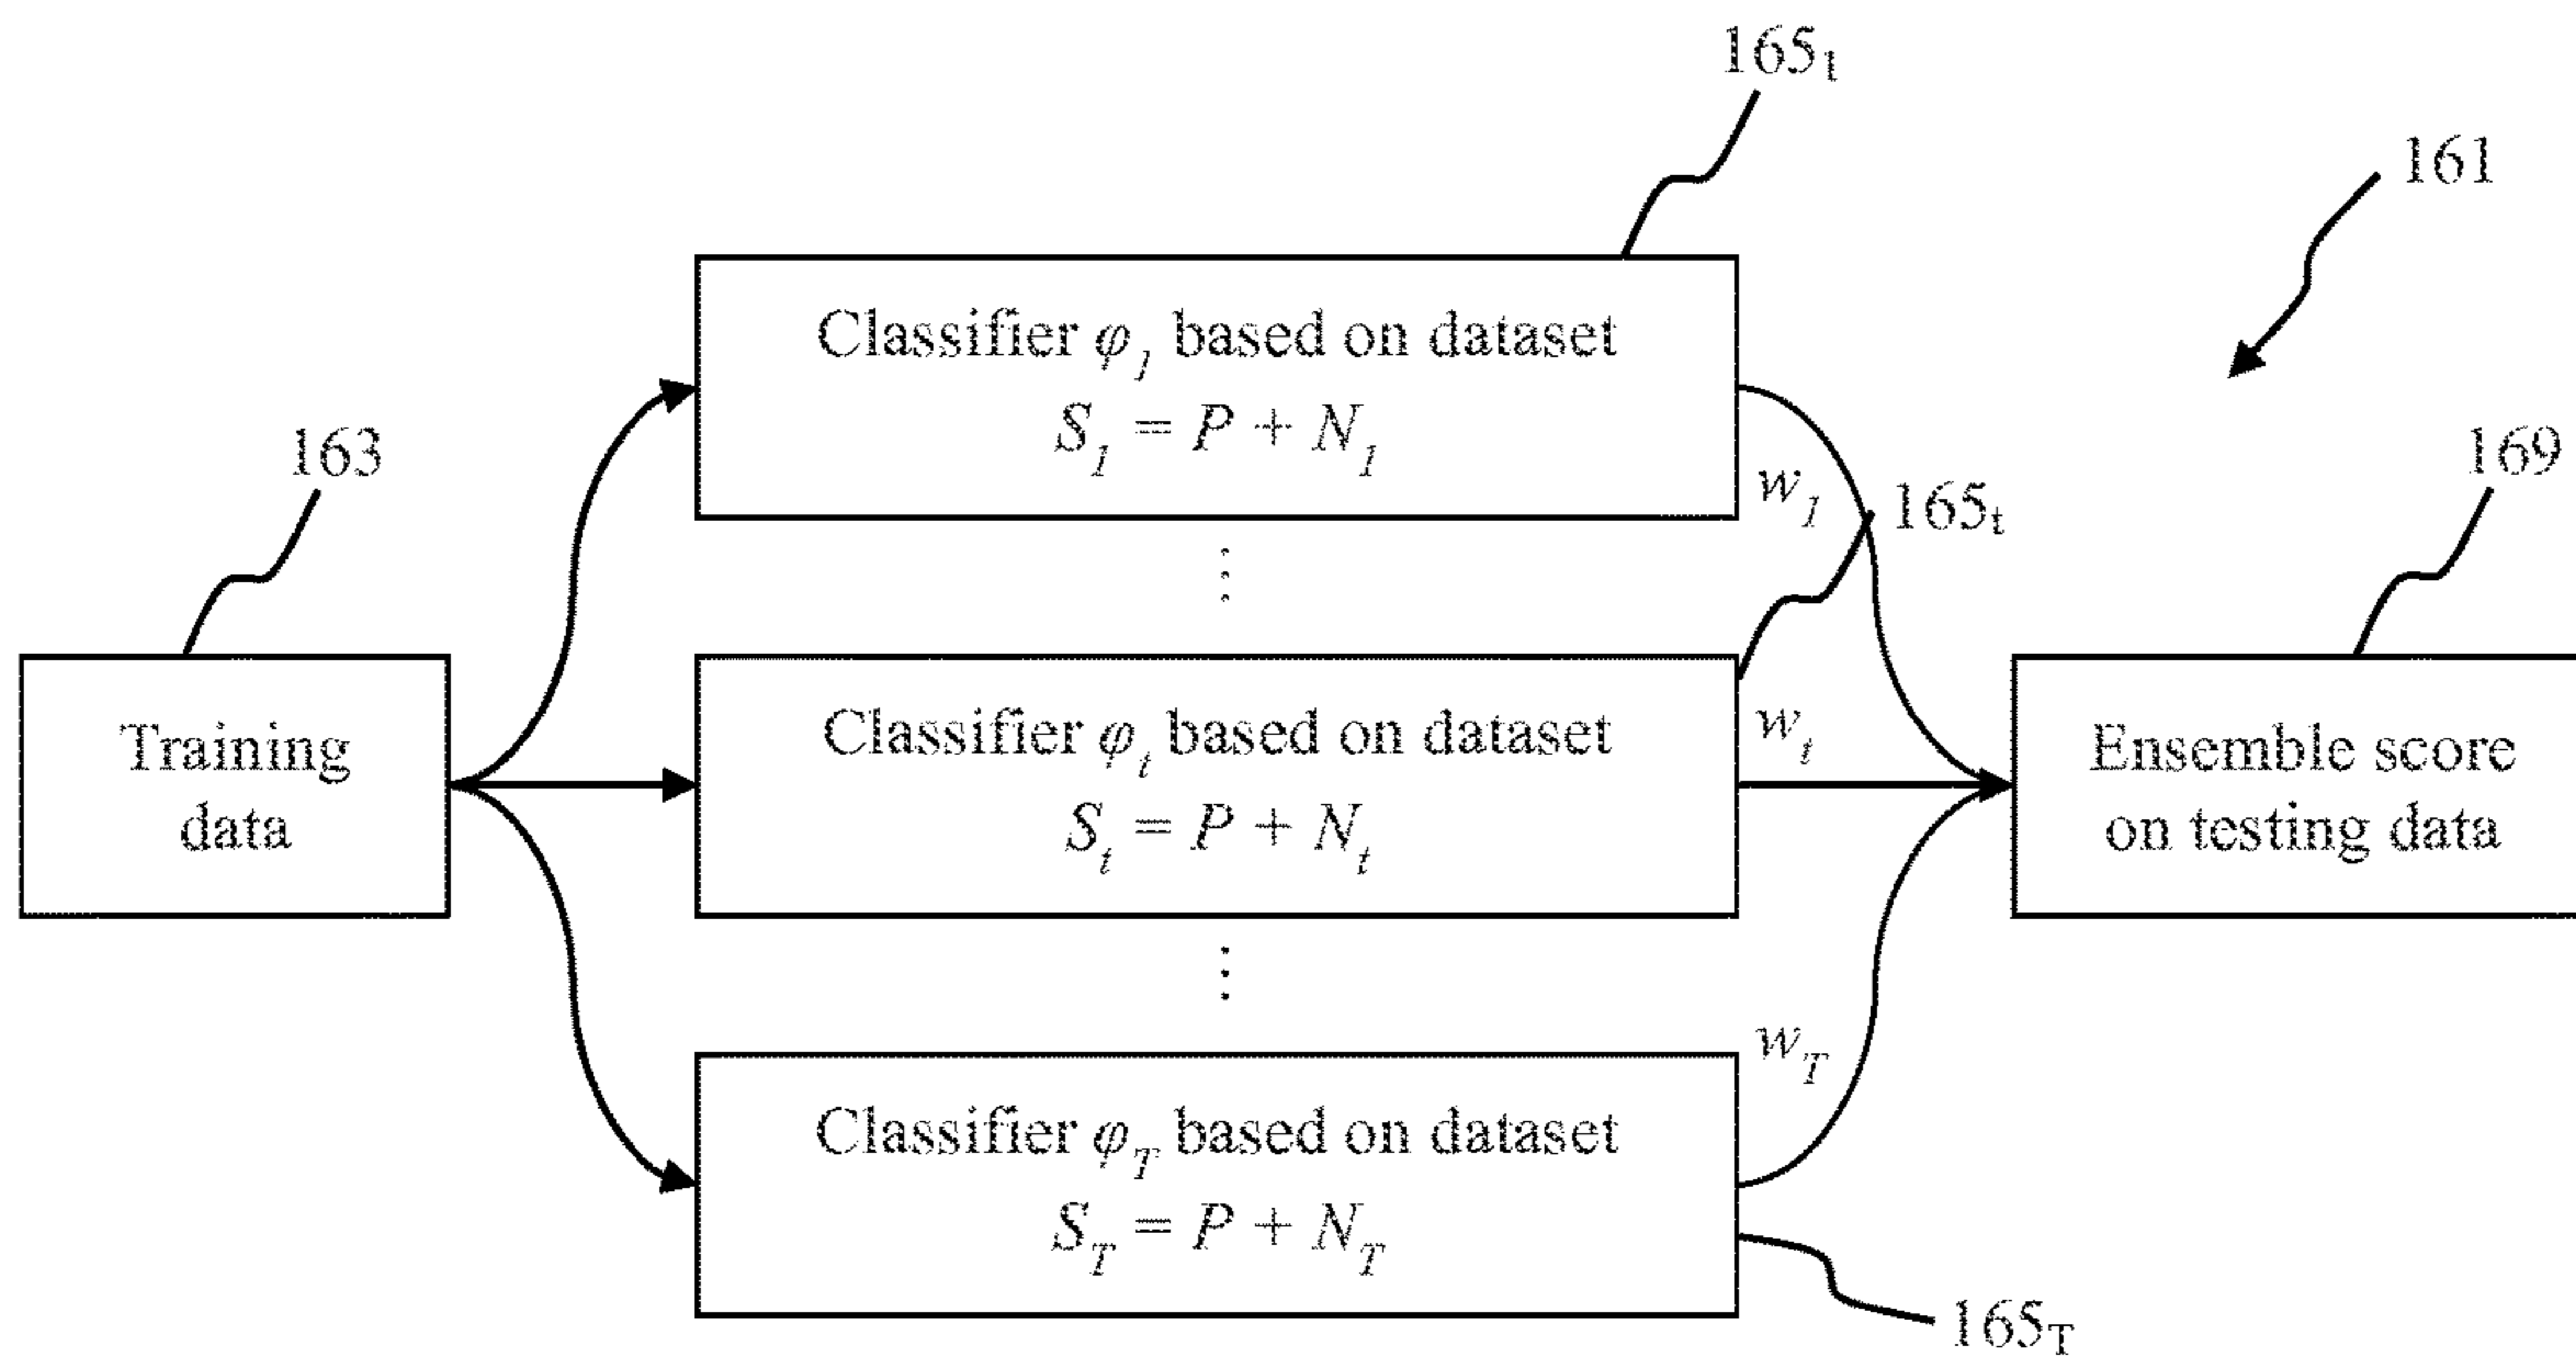 165₁
161
Classifier φ₁ based on dataset
S₁ = P + N₁
163
w₁
165ₜ
169
⋮
Training
data
Classifier φₜ based on dataset
Sₜ = P + Nₜ
wₜ
Ensemble score
on testing data
⋮
Classifier φ_T based on dataset
S_T = P + N_T
w_T
165_T